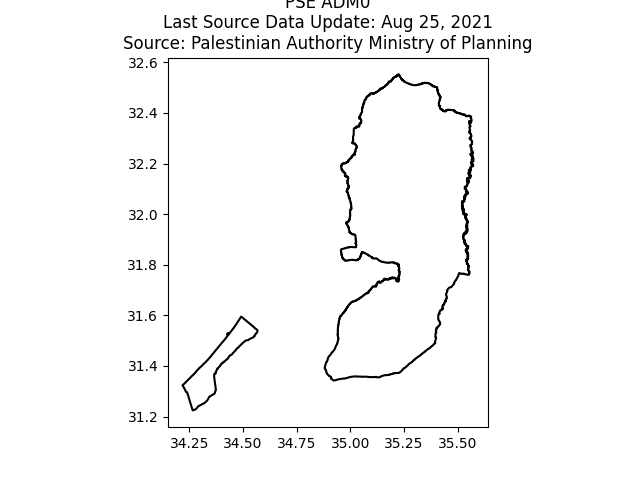 PSE ADM0
Last Source Data Update: Aug 25, 2021
Source: Palestinian Authority Ministry of Planning
32.6
32.4
32.2
32.0
31.8
31.6
31.4
31.2
34.25 34.50 34.75 35.00 35.25 35.50